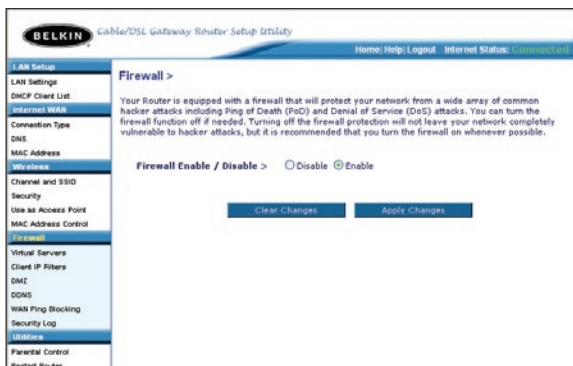 BELKIN Cable/DSL Gateway Router Setup Utility
Home| Help| Logout Internet Status: Connected
LAN Setup
LAN Settings
DHCP Client List
Internet WAN
Connection Type
DNS
MAC Address
Wireless
Channel and SSID
Security
Use as Access Point
MAC Address Control
Firewall
Virtual Servers
Client IP Filters
DMZ
DDNS
WAN Ping Blocking
Security Log
Utilities
Parental Control
Restart Router
Firewall >
Your Router is equipped with a firewall that will protect your network from a wide array of common
hacker attacks including Ping of Death (PoD) and Denial of Service (DoS) attacks. You can turn the
firewall function off if needed. Turning off the firewall protection will not leave your network completely
vulnerable to hacker attacks, but it is recommended that you turn the firewall on whenever possible.
Firewall Enable / Disable > Disable Enable
Clear Changes Apply Changes